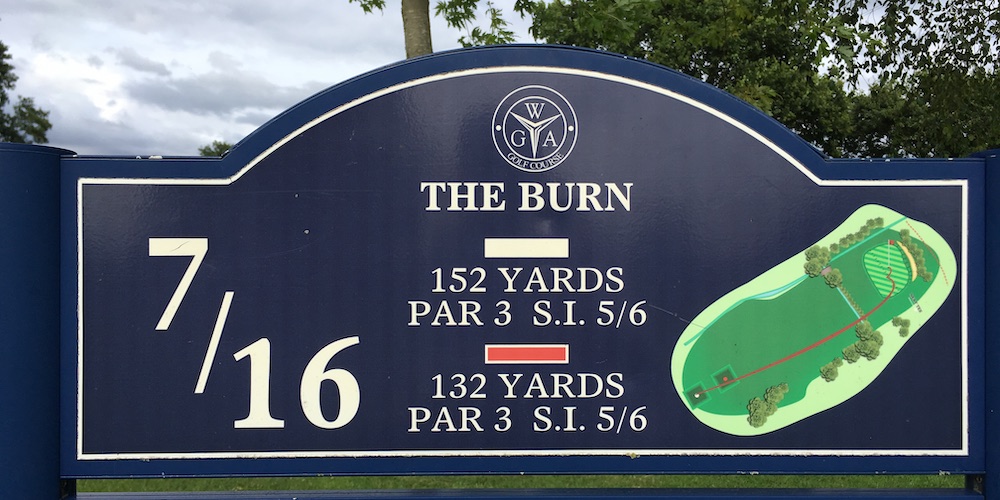 W
G A
GOLF COURSE
THE BURN
7/16
152 YARDS
PAR 3 S.I. 5/6
132 YARDS
PAR 3 S.I. 5/6